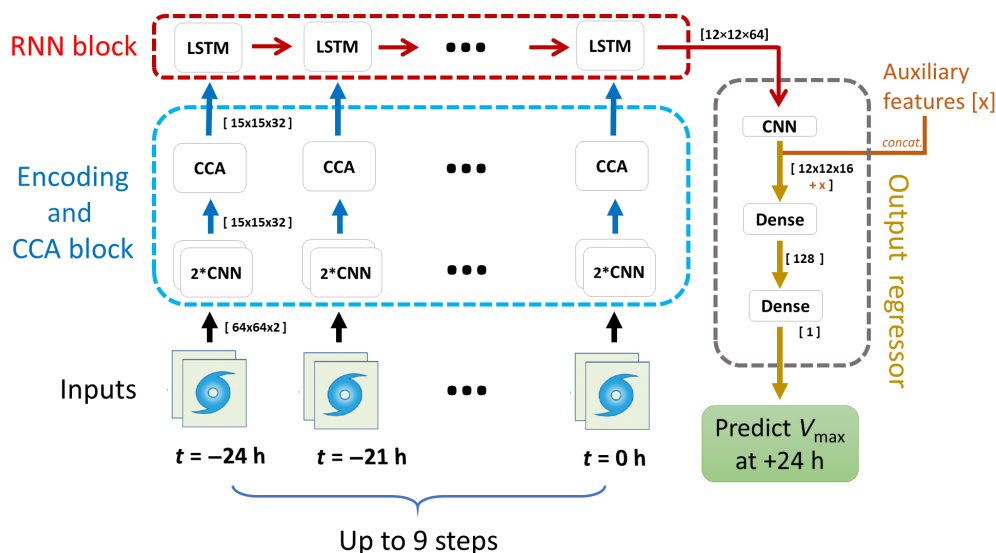 RNN block
LSTM
LSTM
LSTM
[12×12×64]
Auxiliary
features [x]
CNN
concat.
[ 15x15x32 ]
CCA
CCA
CCA
[ 12x12x16
+ x ]
Encoding
and
CCA block
[ 15x15x32 ]
Dense
[ 128 ]
2*CNN
2*CNN
2*CNN
Dense
Output regressor
[ 64x64x2 ]
[ 1 ]
Inputs
Predict Vmax
at +24 h
t = −24 h
t = −21 h
t = 0 h
Up to 9 steps